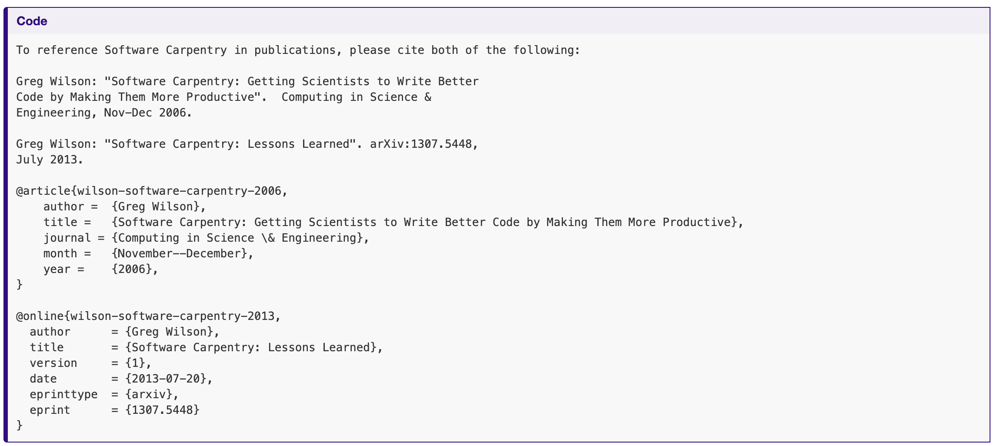 Code
To reference Software Carpentry in publications, please cite both of the following:

Greg Wilson: "Software Carpentry: Getting Scientists to Write Better
Code by Making Them More Productive".  Computing in Science &
Engineering, Nov-Dec 2006.

Greg Wilson: "Software Carpentry: Lessons Learned". arXiv:1307.5448,
July 2013.

@article{wilson-software-carpentry-2006,
    author =  {Greg Wilson},
    title =   {Software Carpentry: Getting Scientists to Write Better Code by Making Them More Productive},
    journal = {Computing in Science \& Engineering},
    month =   {November--December},
    year =    {2006},
}

@online{wilson-software-carpentry-2013,
  author      = {Greg Wilson},
  title       = {Software Carpentry: Lessons Learned},
  version     = {1},
  date        = {2013-07-20},
  eprinttype  = {arxiv},
  eprint      = {1307.5448}
}